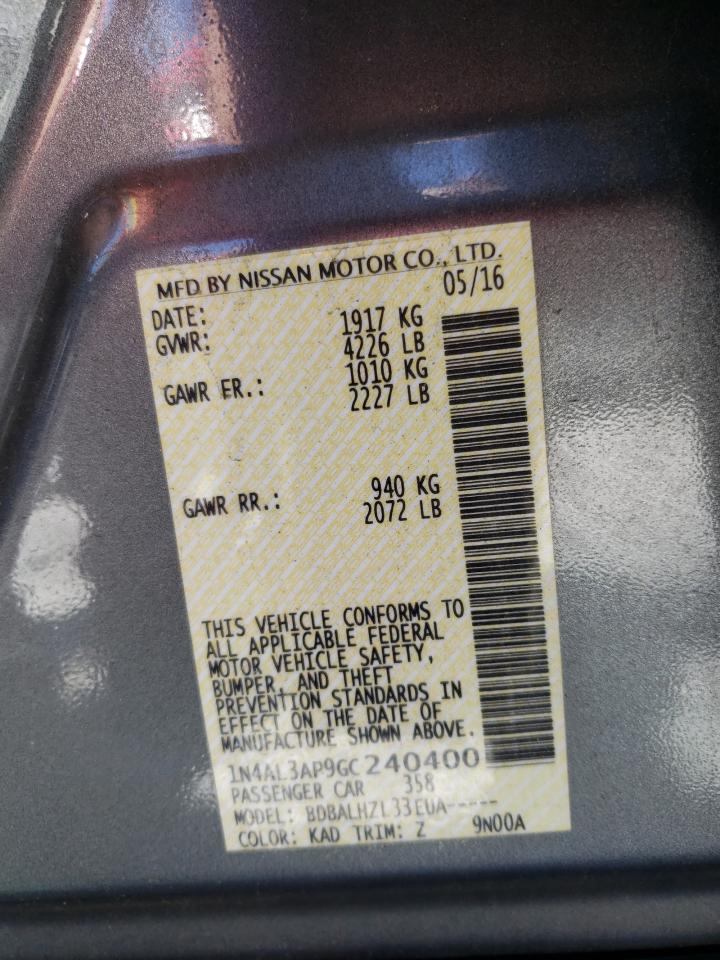 MFD BY NISSAN MOTOR CO., LTD.
DATE: 05/16
GVWR: 1917 KG
4226 LB
GAWR FR.: 1010 KG
2227 LB
GAWR RR.: 940 KG
2072 LB
THIS VEHICLE CONFORMS TO
ALL APPLICABLE FEDERAL
MOTOR VEHICLE SAFETY,
BUMPER, AND THEFT
PREVENTION STANDARDS IN
EFFECT ON THE DATE OF
MANUFACTURE SHOWN ABOVE.
1N4AL3AP9GC240400
PASSENGER CAR 358
MODEL: BDBALHZL33EUA-----
COLOR: KAD TRIM: Z 9N00A